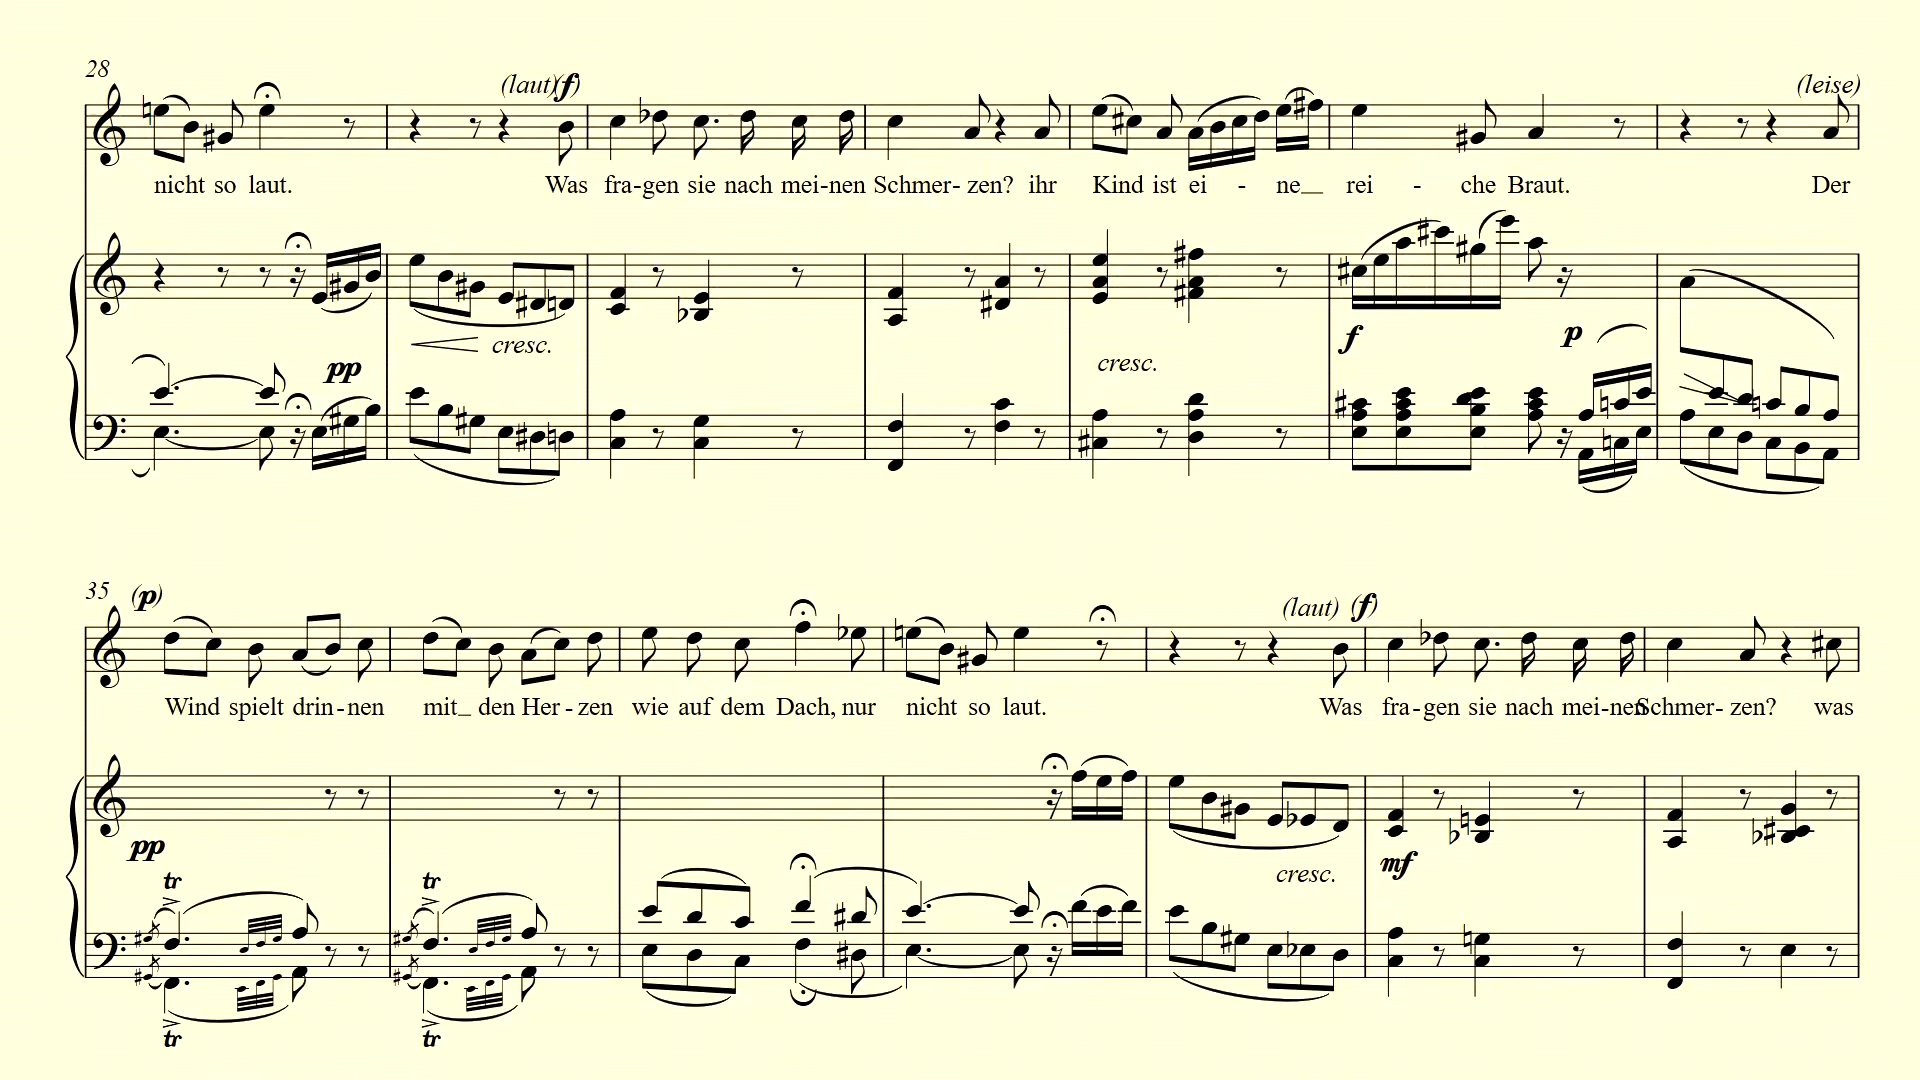 28
(laut)(f)
(leise)
nicht so laut. Was fra-gen sie nach mei-nen Schmer- zen? ihr Kind ist ei - ne_ rei - che Braut. Der
cresc.
f
p
pp
cresc.
35
(p)
(laut) (f)
Wind spielt drin-nen mit_ den Her-zen wie auf dem Dach, nur nicht so laut. Was fra-gen sie nach mei-nen Schmer- zen? was
pp
mf
cresc.
tr tr
tr tr